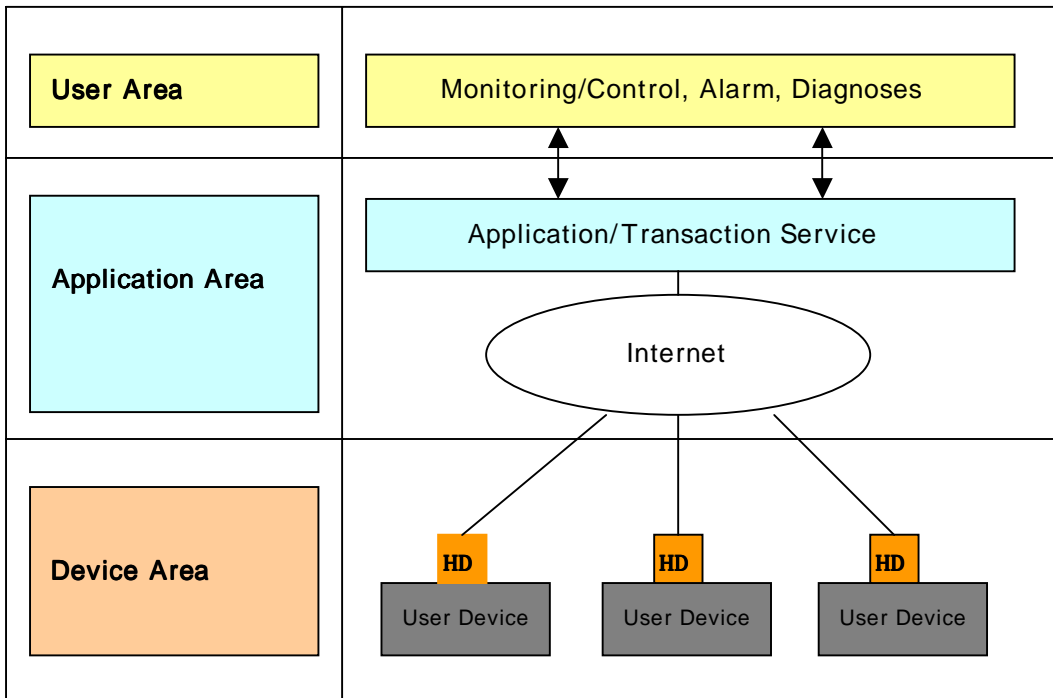 User Area
Monitoring/Control, Alarm, Diagnoses
Application Area
Application/Transaction Service
Internet
Device Area
HD
HD
HD
User Device
User Device
User Device